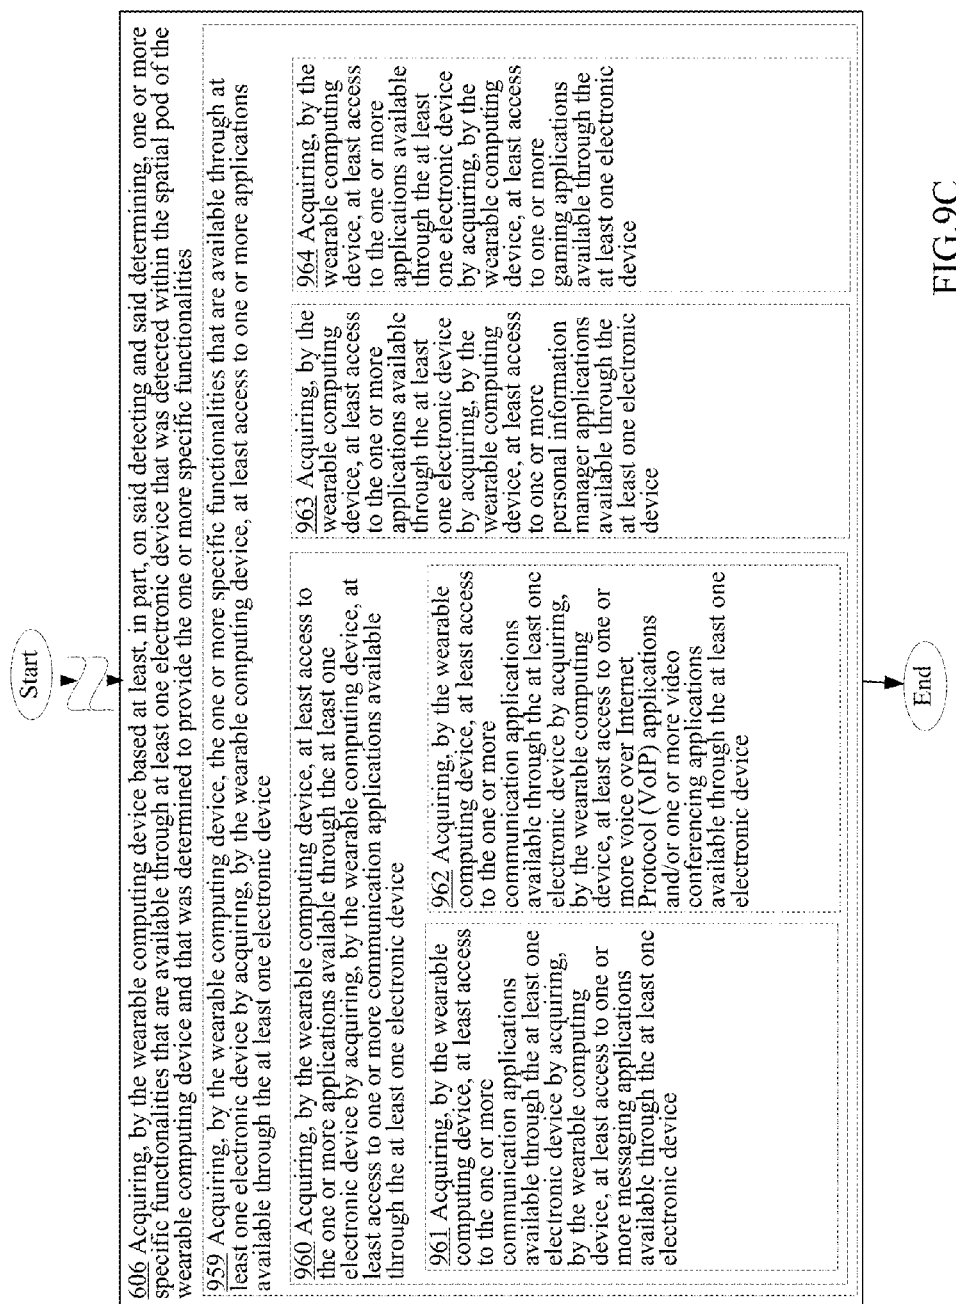 Start
606 Acquiring, by the wearable computing device based at least, in part, on said detecting and said determining, one or more
specific functionalities that are available through at least one electronic device that was detected within the spatial pod of the
wearable computing device and that was determined to provide the one or more specific functionalities
959 Acquiring, by the wearable computing device, the one or more specific functionalities that are available through at
least one electronic device by acquiring, by the wearable computing device, at least access to one or more applications
available through the at least one electronic device
960 Acquiring, by the wearable computing device, at least access to
the one or more applications available through the at least one
electronic device by acquiring, by the wearable computing device, at
least access to one or more communication applications available
through the at least one electronic device
961 Acquiring, by the wearable
computing device, at least access
to the one or more
communication applications
available through the at least one
electronic device by acquiring,
by the wearable computing
device, at least access to one or
more messaging applications
available through the at least one
electronic device
962 Acquiring, by the wearable
computing device, at least access
to the one or more
communication applications
available through the at least one
electronic device by acquiring,
by the wearable computing
device, at least access to one or
more voice over Internet
Protocol (VoIP) applications
and/or one or more video
conferencing applications
available through the at least one
electronic device
963 Acquiring, by the
wearable computing
device, at least access
to the one or more
applications available
through the at least
one electronic device
by acquiring, by the
wearable computing
device, at least access
to one or more
personal information
manager applications
available through the
at least one electronic
device
964 Acquiring, by the
wearable computing
device, at least access
to the one or more
applications available
through the at least
one electronic device
by acquiring, by the
wearable computing
device, at least access
to one or more
gaming applications
available through the
at least one electronic
device
End
FIG.9C